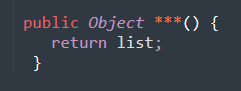 public Object ***() {
return list;
}